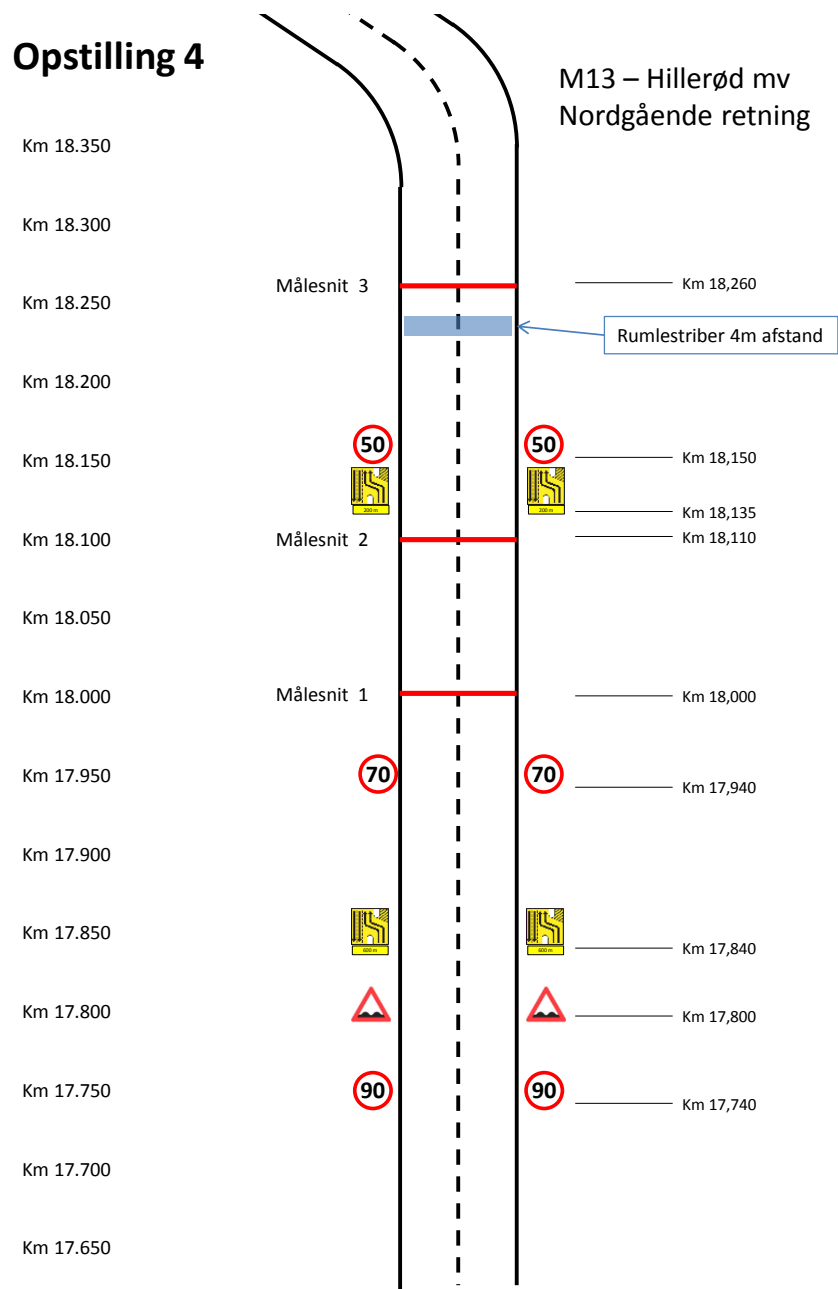 Opstilling 4
M13 – Hillerød mv
Nordgående retning
Km 18.350
Km 18.300
Målesnit 3
Km 18,260
Km 18.250
Rumlestriber 4m afstand
Km 18.200
50
50
Km 18.150
Km 18,150
200 m
200 m
Km 18,135
Km 18.100
Målesnit 2
Km 18,110
Km 18.050
Km 18.000
Målesnit 1
Km 18,000
Km 17.950
70
70
Km 17,940
Km 17.900
Km 17.850
600 m
600 m
Km 17,840
Km 17.800
Km 17,800
Km 17.750
90
90
Km 17,740
Km 17.700
Km 17.650